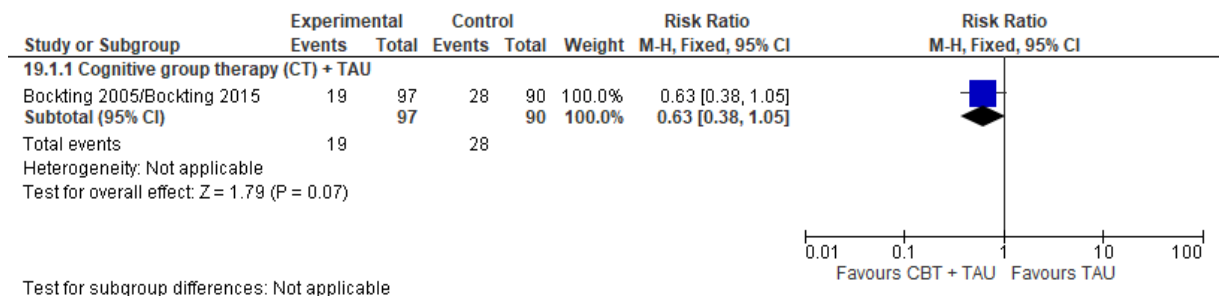 Experimental Control Risk Ratio Risk Ratio
Study or Subgroup Events Total Events Total Weight M-H, Fixed, 95% CI M-H, Fixed, 95% CI
19.1.1 Cognitive group therapy (CT) + TAU
Bockting 2005/Bockting 2015 19 97 28 90 100.0% 0.63 [0.38, 1.05]
Subtotal (95% CI) 97 90 100.0% 0.63 [0.38, 1.05]
Total events 19 28
Heterogeneity: Not applicable
Test for overall effect: Z = 1.79 (P = 0.07)
0.01 0.1 1 10 100
Favours CBT + TAU Favours TAU
Test for subgroup differences: Not applicable